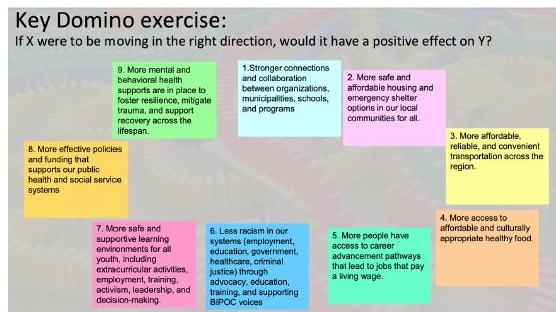 Key Domino exercise:
If X were to be moving in the right direction, would it have a positive effect on Y?
9. More mental and
behavioral health
supports are in place to
foster resilience, mitigate
trauma, and support
recovery across the
lifespan.
1.Stronger connections
and collaboration
between organizations,
municipalities, schools,
and programs
2. More safe and
affordable housing and
emergency shelter
options in our local
communities for all.
3. More affordable,
reliable, and convenient
transportation across the
region.
8. More effective policies
and funding that
supports our public
health and social service
systems
4. More access to
affordable and culturally
appropriate healthy food.
7. More safe and
supportive learning
environments for all
youth, including
extracurricular activities,
employment, training,
activism, leadership, and
decision-making.
6. Less racism in our
systems (employment,
education, government,
healthcare, criminal
justice) through
advocacy, education,
training, and supporting
BIPOC voices
5. More people have
access to career
advancement pathways
that lead to jobs that pay
a living wage.